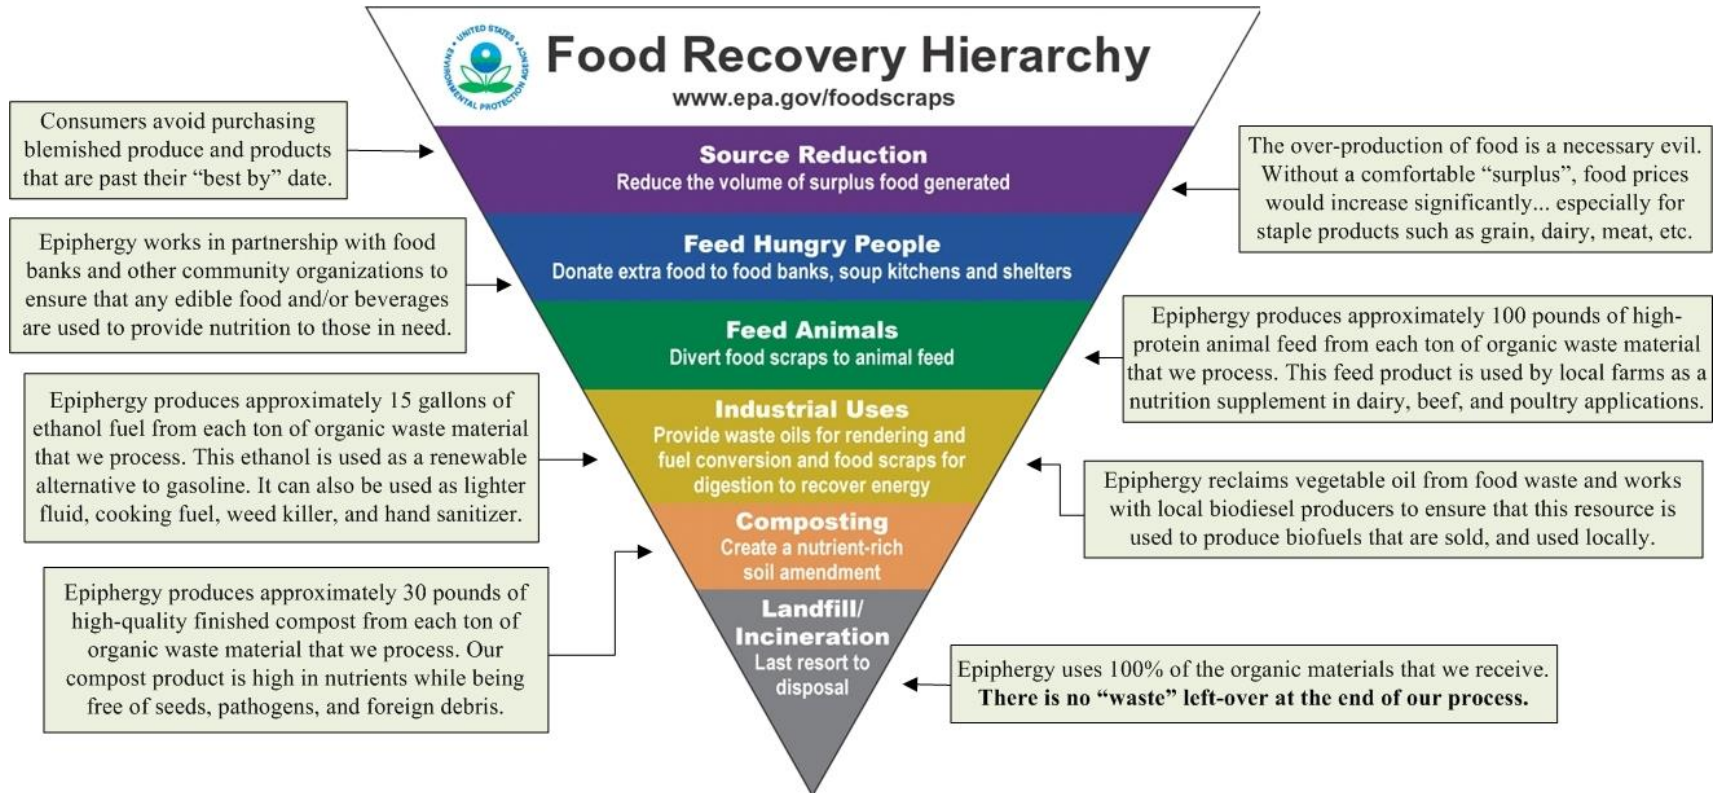 UNITED STATES
ENVIRONMENTAL PROTECTION AGENCY
Food Recovery Hierarchy
www.epa.gov/foodscraps
Consumers avoid purchasing
blemished produce and products
that are past their “best by” date.
Source Reduction
Reduce the volume of surplus food generated
The over-production of food is a necessary evil.
Without a comfortable “surplus”, food prices
would increase significantly... especially for
staple products such as grain, dairy, meat, etc.
Epiphergy works in partnership with food
banks and other community organizations to
ensure that any edible food and/or beverages
are used to provide nutrition to those in need.
Feed Hungry People
Donate extra food to food banks, soup kitchens and shelters
Feed Animals
Divert food scraps to animal feed
Epiphergy produces approximately 100 pounds of high-
protein animal feed from each ton of organic waste material
that we process. This feed product is used by local farms as a
nutrition supplement in dairy, beef, and poultry applications.
Epiphergy produces approximately 15 gallons of
ethanol fuel from each ton of organic waste material
that we process. This ethanol is used as a renewable
alternative to gasoline. It can also be used as lighter
fluid, cooking fuel, weed killer, and hand sanitizer.
Industrial Uses
Provide waste oils for rendering and
fuel conversion and food scraps for
digestion to recover energy
Epiphergy reclaims vegetable oil from food waste and works
with local biodiesel producers to ensure that this resource is
used to produce biofuels that are sold, and used locally.
Composting
Create a nutrient-rich
soil amendment
Epiphergy produces approximately 30 pounds of
high-quality finished compost from each ton of
organic waste material that we process. Our
compost product is high in nutrients while being
free of seeds, pathogens, and foreign debris.
Landfill/
Incineration
Last resort to
disposal
Epiphergy uses 100% of the organic materials that we receive.
There is no “waste” left-over at the end of our process.